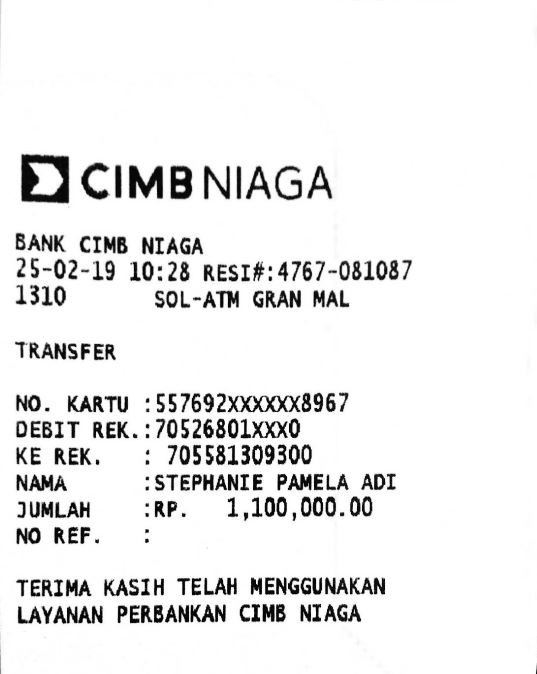 CIMB NIAGA
BANK CIMB NIAGA
25-02-19 10:28 RESI#:4767-081087
1310 SOL-ATM GRAN MAL
TRANSFER
NO. KARTU :557692XXXXXX8967
DEBIT REK.:70526801XXX0
KE REK. : 705581309300
NAMA :STEPHANIE PAMELA ADI
JUMLAH :RP. 1,100,000.00
NO REF. :
TERIMA KASIH TELAH MENGGUNAKAN
LAYANAN PERBANKAN CIMB NIAGA